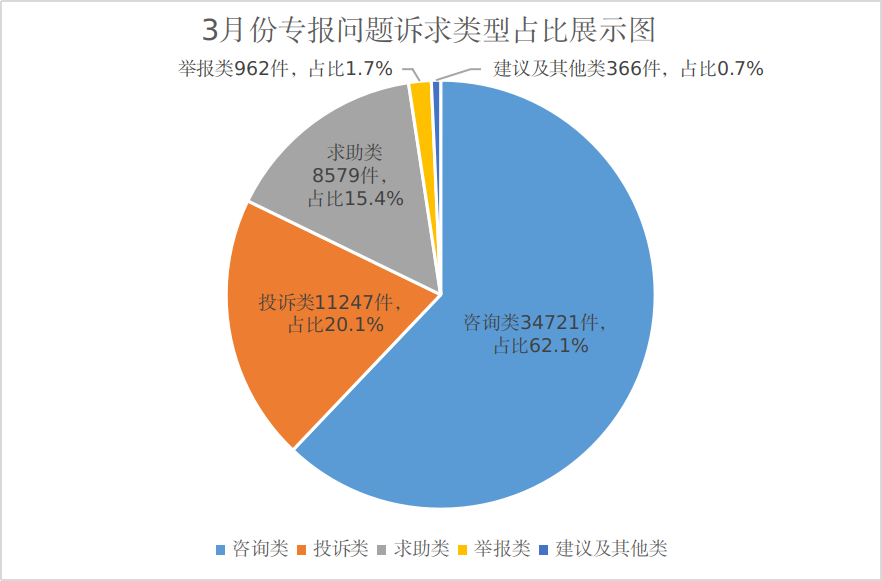 3月份专报问题诉求类型占比展示图
举报类962件，占比1.7%
建议及其他类366件，占比0.7%
求助类
8579件，
占比15.4%
投诉类11247件，
占比20.1%
咨询类34721件，
占比62.1%
咨询类 投诉类 求助类 举报类 建议及其他类